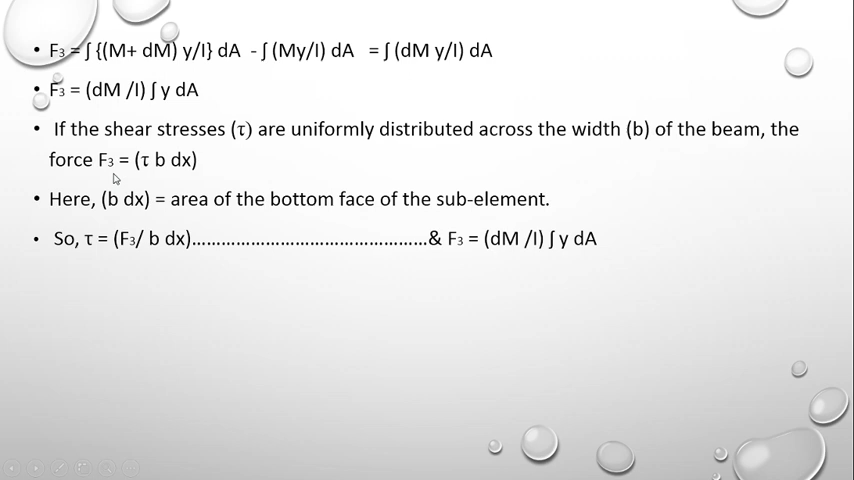 • F3 = ∫ {(M+ dM) y/I} dA - ∫ (My/I) dA = ∫ (dM y/I) dA
• F3 = (dM /I) ∫ y dA
• If the shear stresses (τ) are uniformly distributed across the width (b) of the beam, the
force F3 = (τ b dx)
• Here, (b dx) = area of the bottom face of the sub-element.
• So, τ = (F3/ b dx)...............................................& F3 = (dM /I) ∫ y dA